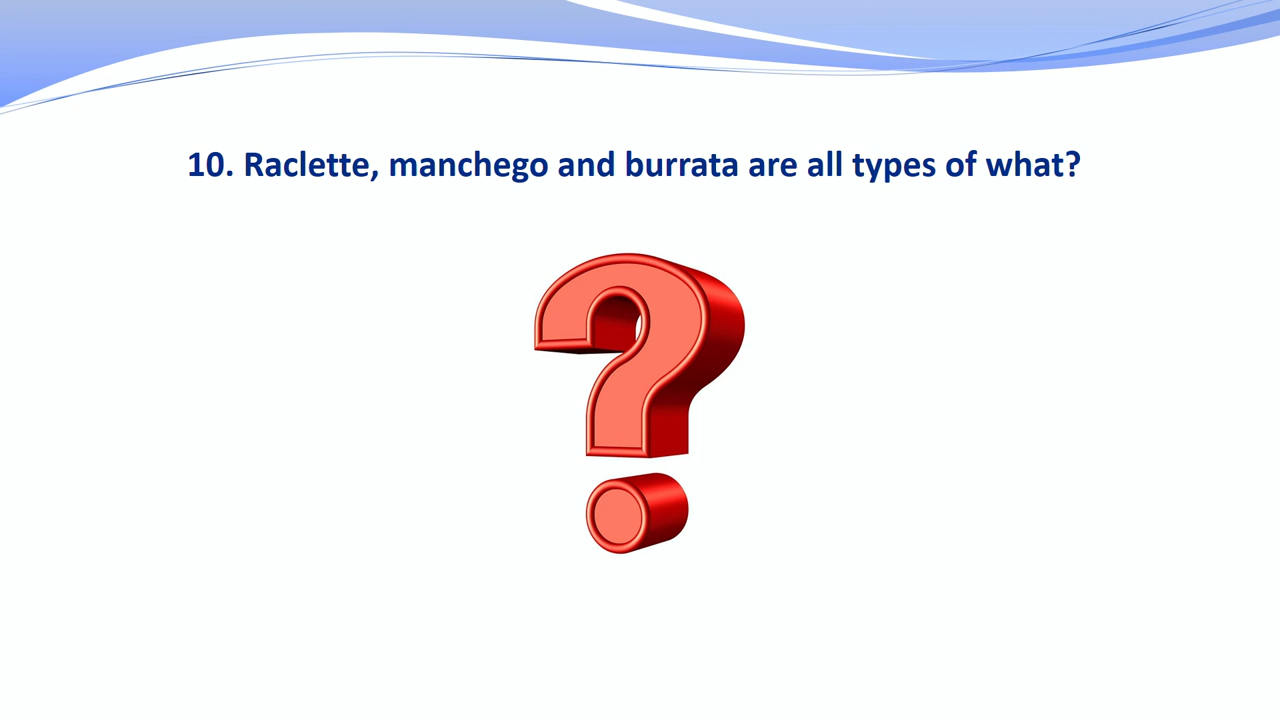 10. Raclette, manchego and burrata are all types of what?